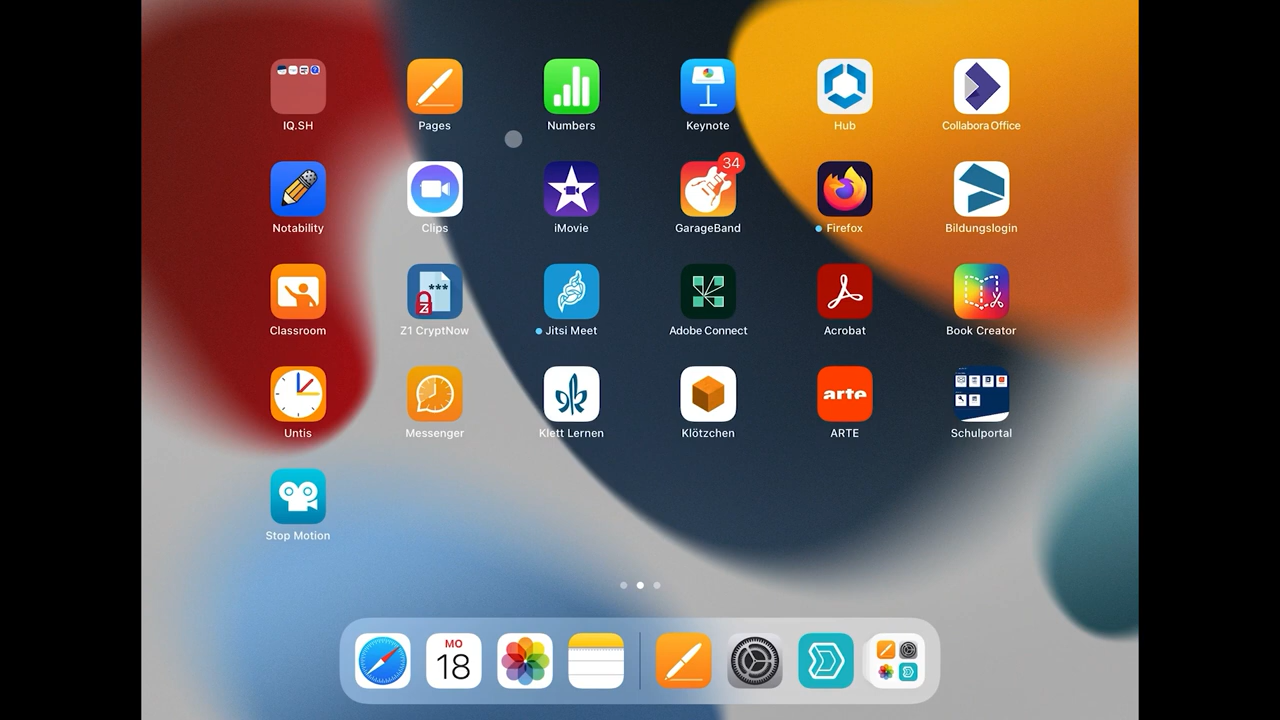 IQ.SH
Pages
Numbers
Keynote
Hub
Collabora Office
34
Notability
Clips
iMovie
GarageBand
Firefox
Bildungslogin
***
Z
Classroom
Z1 CryptNow
Jitsi Meet
Adobe Connect
Acrobat
Book Creator
arte
Untis
Messenger
Klett Lernen
Klötzchen
ARTE
Schulportal
Stop Motion
MO
18